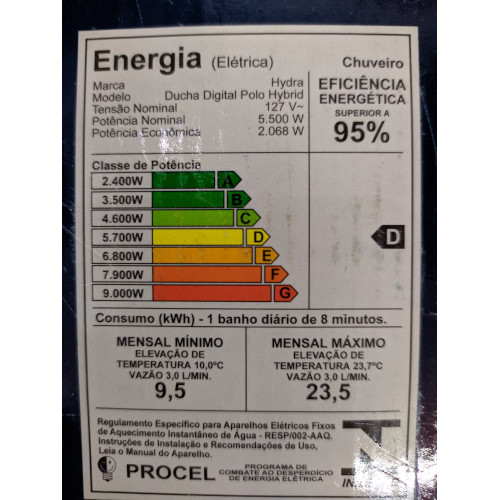 Energia (Elétrica) Chuveiro
Marca Hydra
Modelo Ducha Digital Polo Hybrid
Tensão Nominal 127 V~
Potência Nominal 5.500 W
Potência Econômica 2.068 W
EFICIÊNCIA
ENERGÉTICA
SUPERIOR A
95%
Classe de Potência
2.400W A
3.500W B
4.600W C
5.700W D
6.800W E
7.900W F
9.000W G
D
Consumo (kWh) - 1 banho diário de 8 minutos.
MENSAL MÍNIMO
ELEVAÇÃO DE
TEMPERATURA 10,0ºC
VAZÃO 3,0 L/MIN.
9,5
MENSAL MÁXIMO
ELEVAÇÃO DE
TEMPERATURA 23,7ºC
VAZÃO 3,0 L/MIN.
23,5
Regulamento Específico para Aparelhos Elétricos Fixos
de Aquecimento Instantâneo de Água - RESP/002-AAQ.
Instruções de Instalação e Recomendações de Uso,
Leia o Manual do Aparelho.
PROCEL
PROGRAMA DE
COMBATE AO DESPERDÍCIO
DE ENERGIA ELÉTRICA